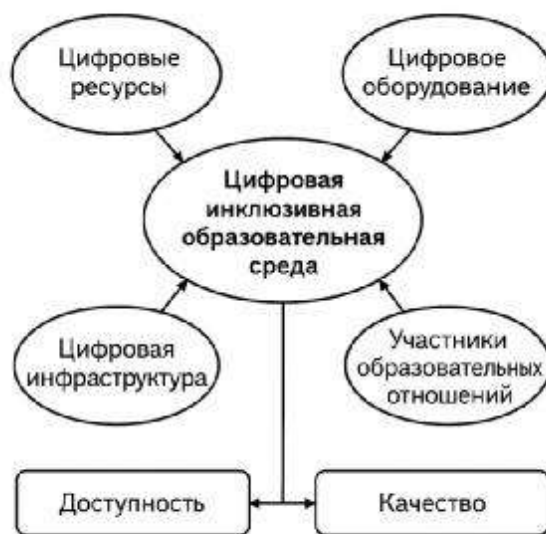 Цифровые
ресурсы
Цифровое
оборудование
Цифровая
инклюзивная
образовательная
среда
Цифровая
инфраструктура
Участники
образовательных
отношений
Доступность
Качество